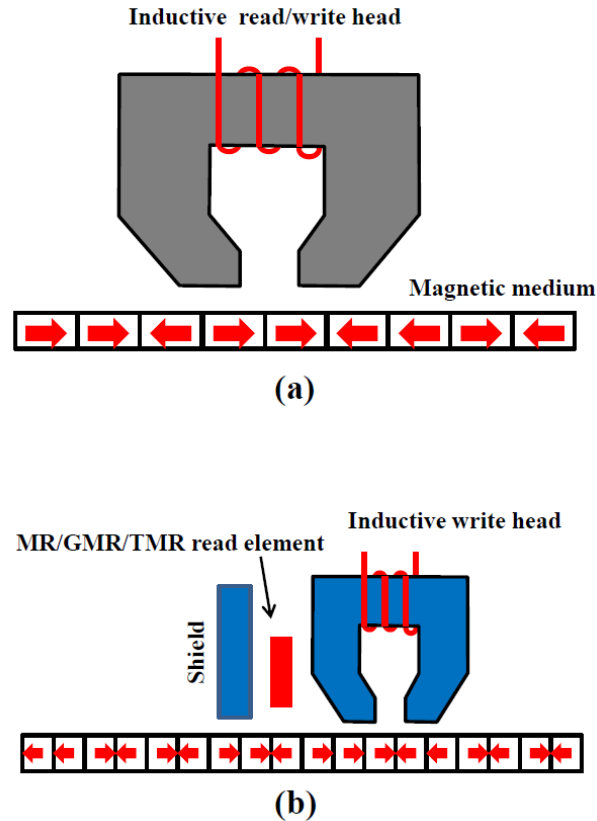 Inductive read/write head
Magnetic medium
(a)
Inductive write head
MR/GMR/TMR read element
Shield
(b)